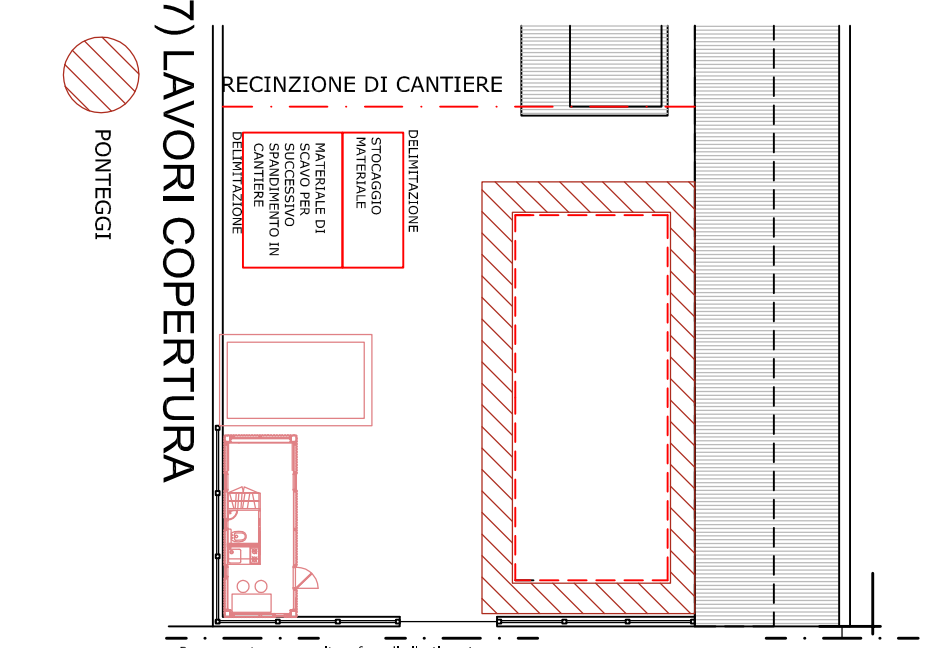 7) LAVORI COPERTURA
PONTEGGI
RECINZIONE DI CANTIERE
DELIMITAZIONE
STOCAGGIO
MATERIALE
MATERIALE DI
SCAVO PER
SUCCESSIVO
SPANDIMENTO IN
CANTIERE
DELIMITAZIONE